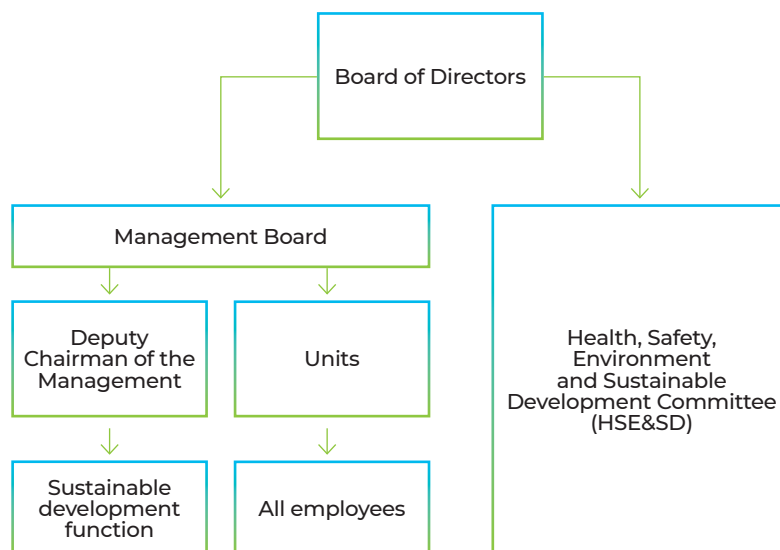 Board of Directors
Management Board
Deputy
Chairman of the
Management
Units
Health, Safety,
Environment
and Sustainable
Development Committee
(HSE&SD)
Sustainable
development
function
All employees